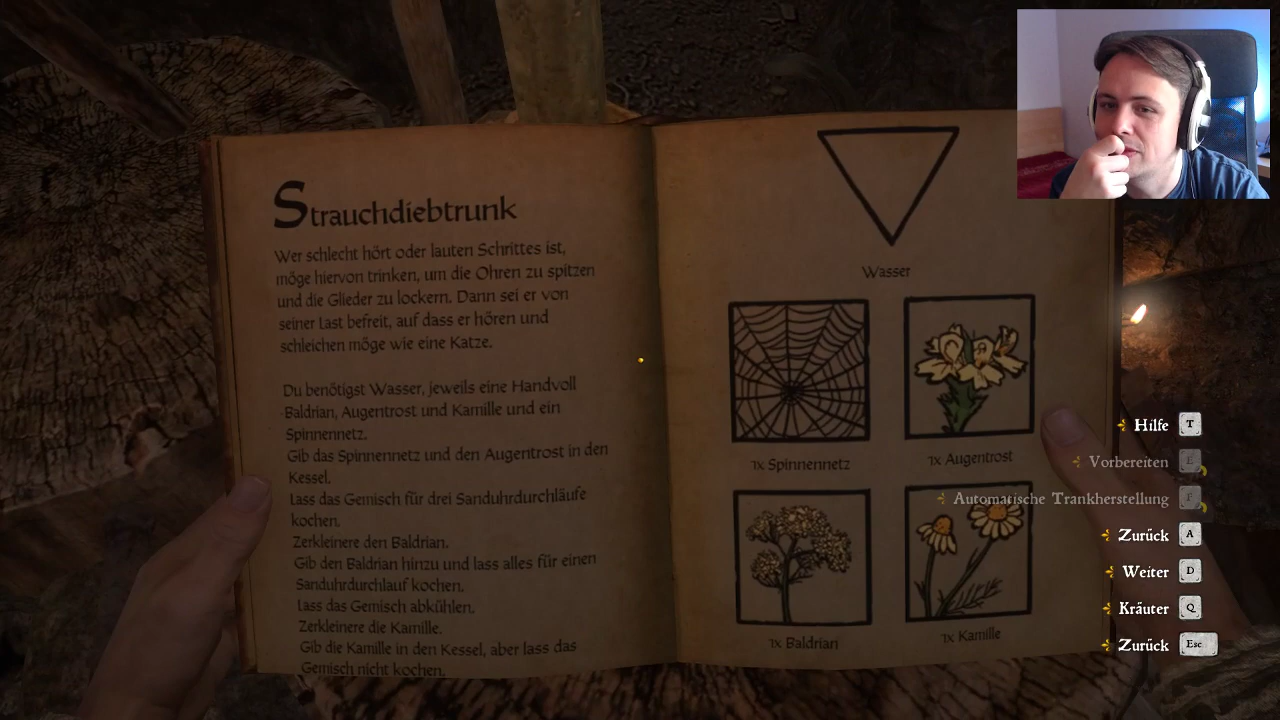 Strauchdiebtrunk
Wer schlecht hört oder lauten Schrittes ist,
möge hiervon trinken, um die Ohren zu spitzen
und die Glieder zu lockern. Dann sei er von
seiner Last befreit, auf dass er hören und
schleichen möge wie eine Katze.
Du benötigst Wasser, jeweils eine Handvoll
Baldrian, Augentrost und Kamille und ein
Spinnennetz.
Gib das Spinnennetz und den Augentrost in den
Kessel.
Lass das Gemisch für drei Sanduhrdurchläufe
kochen.
Zerkleinere den Baldrian.
Gib den Baldrian hinzu und lass alles für einen
Sanduhrdurchlauf kochen.
Lass das Gemisch abkühlen.
Zerkleinere die Kamille.
Gib die Kamille in den Kessel, aber lass das
Gemisch nicht kochen.
Wasser
1x Spinnennetz
1x Augentrost
1x Baldrian
1x Kamille
Hilfe T
Vorbereiten E
Automatische Trankherstellung F
Zurück A
Weiter D
Kräuter Q
Zurück Esc